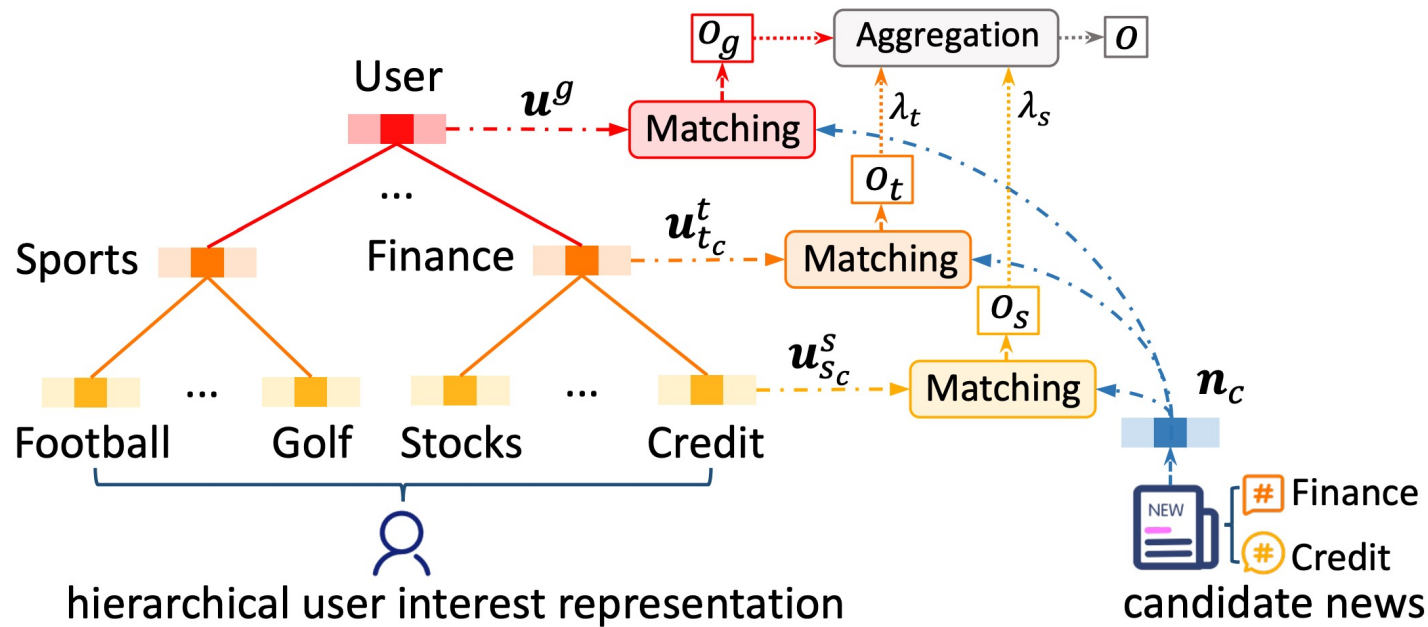 o_g
Aggregation
o
User
u^g
Matching
λ_t
λ_s
...
o_t
Sports
Finance
u^t_{t_c}
Matching
o_s
...
...
u^s_{s_c}
Matching
n_c
Football
Golf
Stocks
Credit
NEW
# Finance
# Credit
hierarchical user interest representation
candidate news